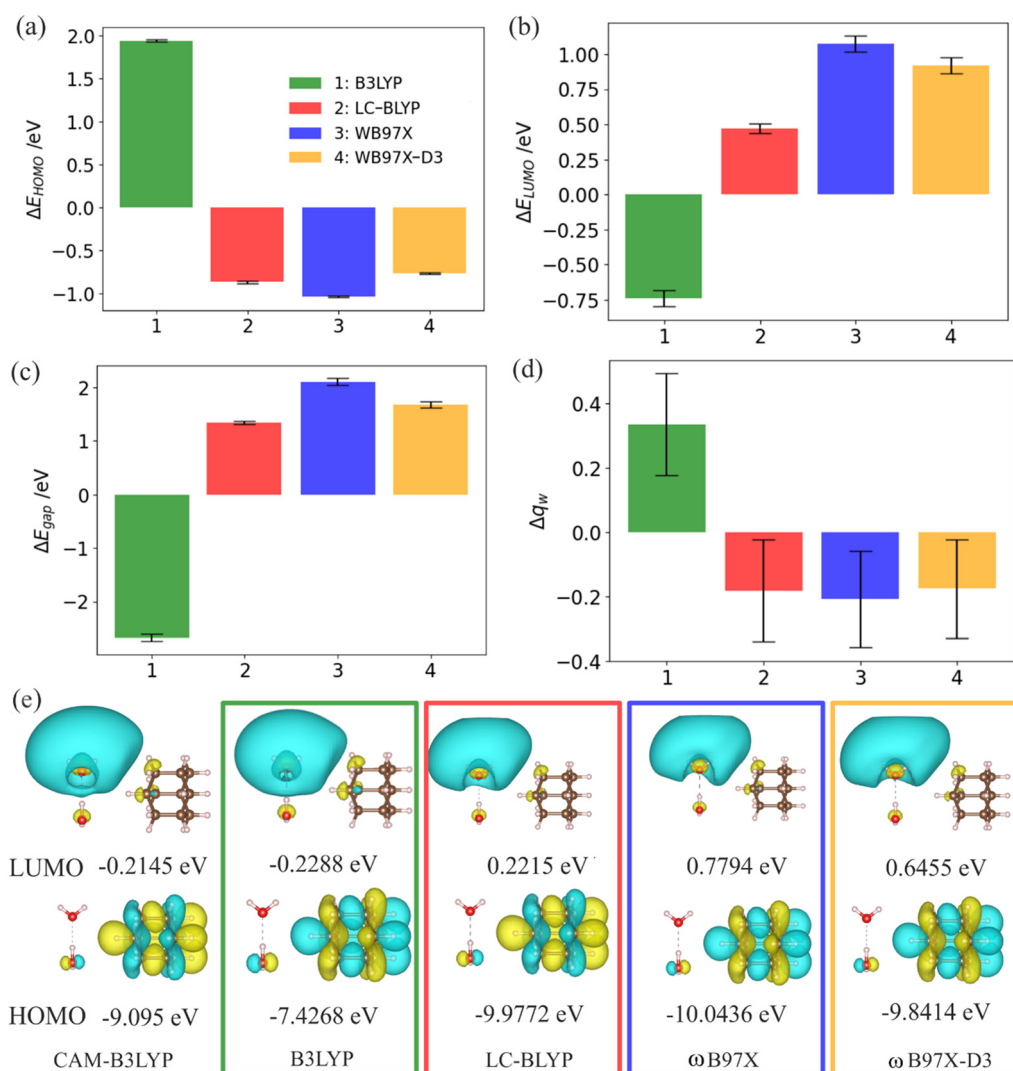 (a)
2.0
1.5
1.0
0.5
0.0
−0.5
−1.0
ΔE_HOMO /eV
1: B3LYP
2: LC−BLYP
3: WB97X
4: WB97X−D3
1 2 3 4
(b)
1.00
0.75
0.50
0.25
0.00
−0.25
−0.50
−0.75
ΔE_LUMO /eV
1 2 3 4
(c)
2
1
0
−1
−2
ΔE_gap /eV
1 2 3 4
(d)
0.4
0.2
0.0
−0.2
−0.4
Δq_w
1 2 3 4
(e)
LUMO -0.2145 eV -0.2288 eV 0.2215 eV 0.7794 eV 0.6455 eV
HOMO -9.095 eV -7.4268 eV -9.9772 eV -10.0436 eV -9.8414 eV
CAM-B3LYP B3LYP LC-BLYP ωB97X ωB97X-D3